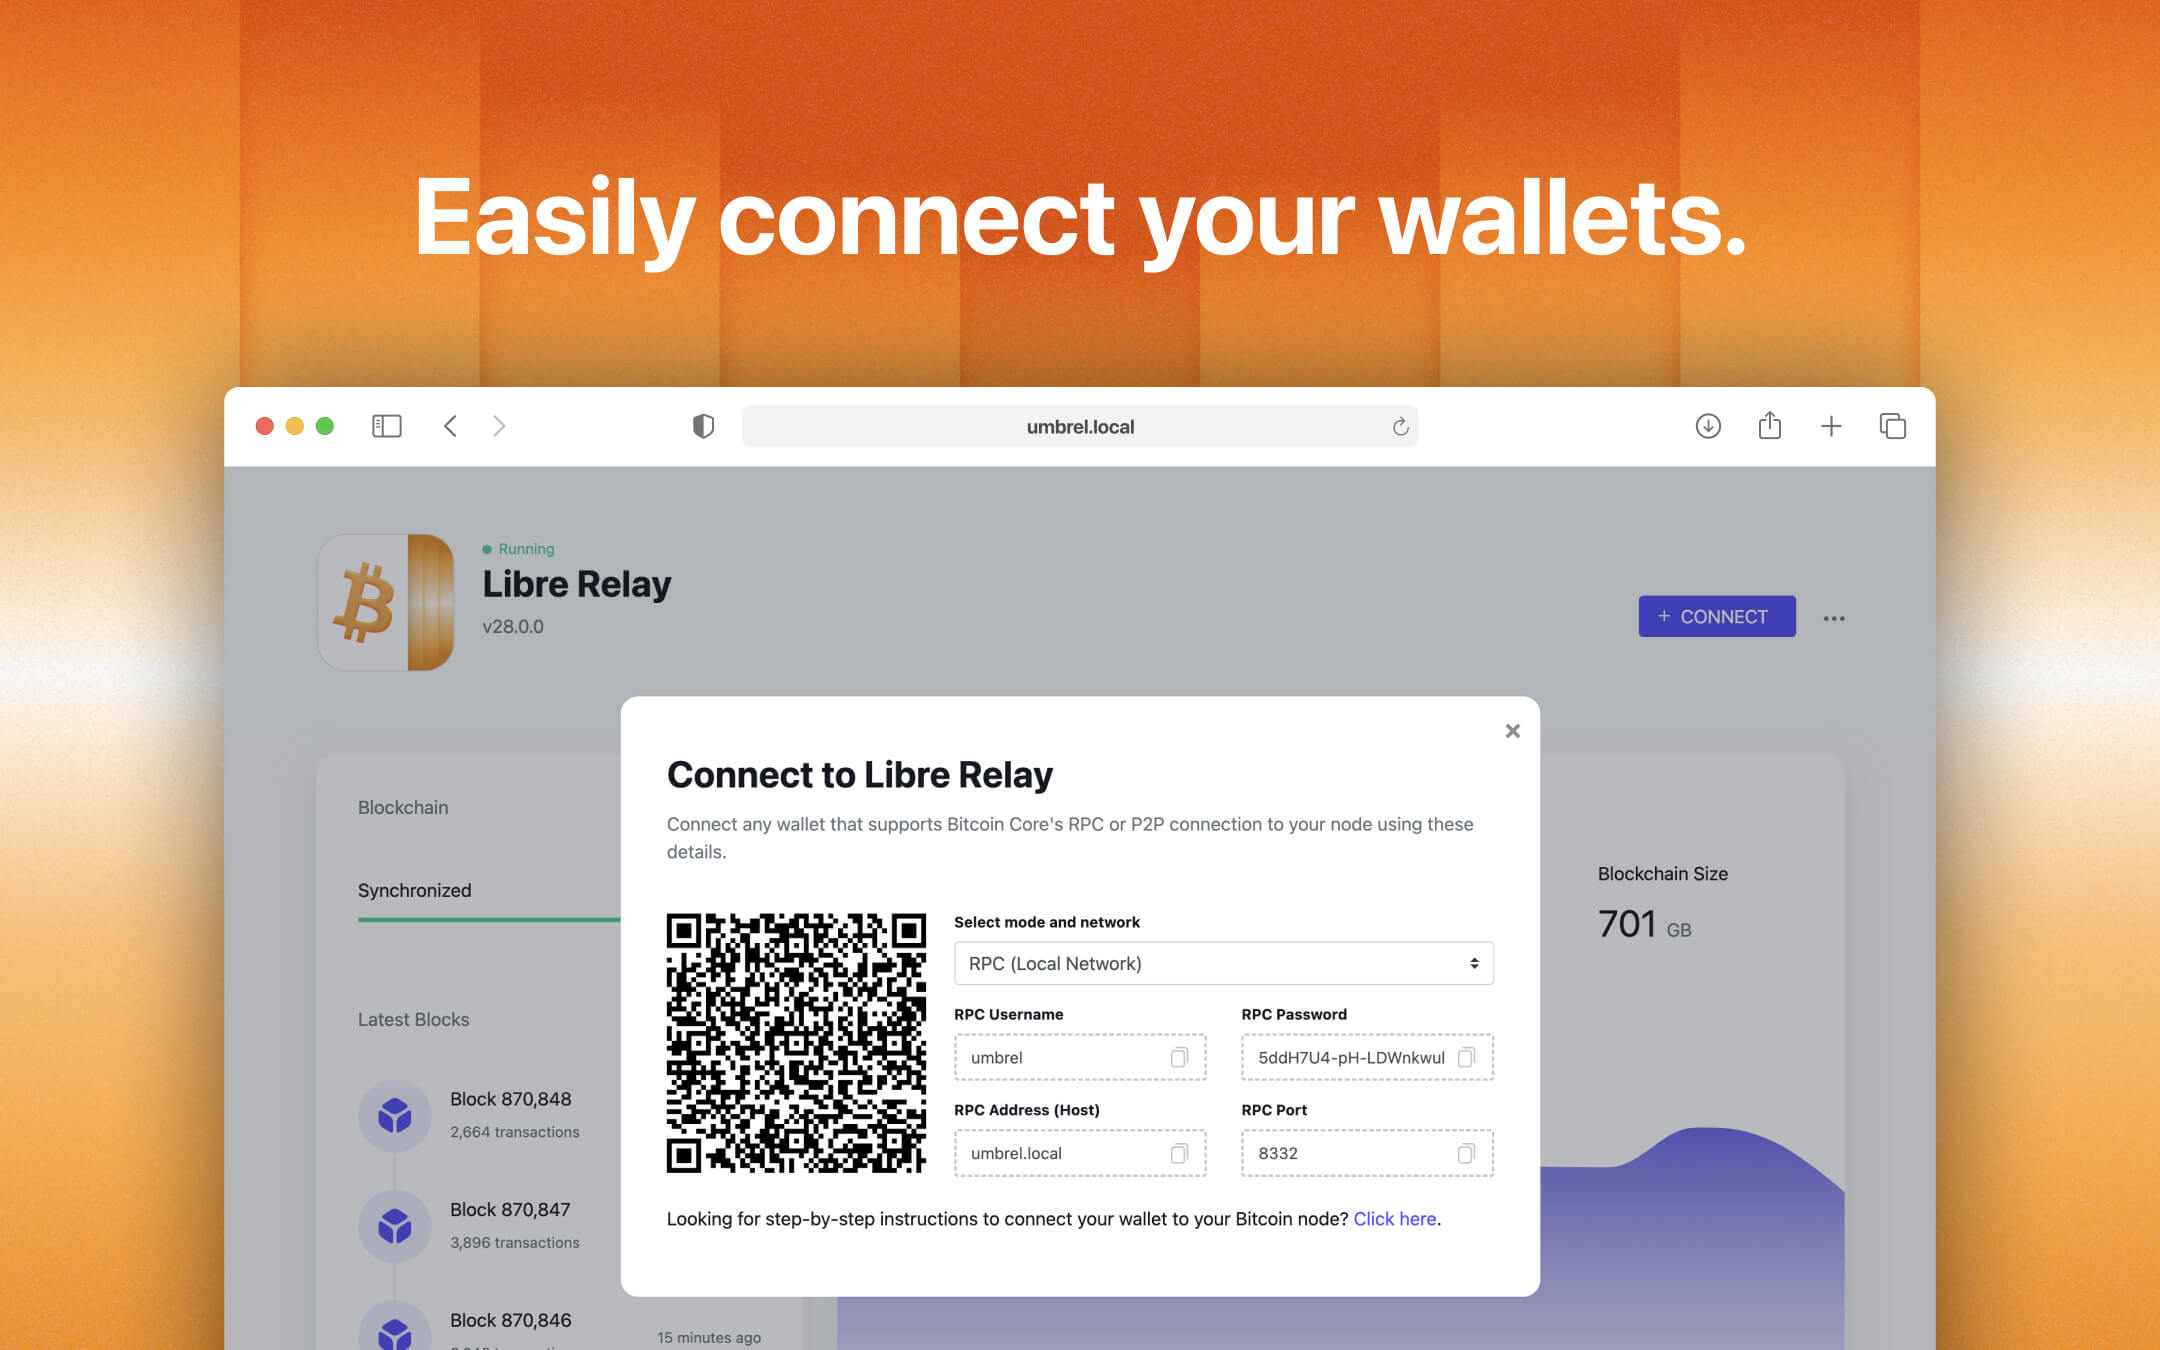 Easily connect your wallets.
umbrel.local
Running
Libre Relay
v28.0.0
+ CONNECT
Connect to Libre Relay
Connect any wallet that supports Bitcoin Core's RPC or P2P connection to your node using these
details.
Select mode and network
RPC (Local Network)
RPC Username
RPC Password
umbrel
5ddH7U4-pH-LDWnkwul
RPC Address (Host)
RPC Port
umbrel.local
8332
Looking for step-by-step instructions to connect your wallet to your Bitcoin node? Click here.
Blockchain
Synchronized
Latest Blocks
Block 870,848
2,664 transactions
Block 870,847
3,896 transactions
Block 870,846
15 minutes ago
Blockchain Size
701 GB